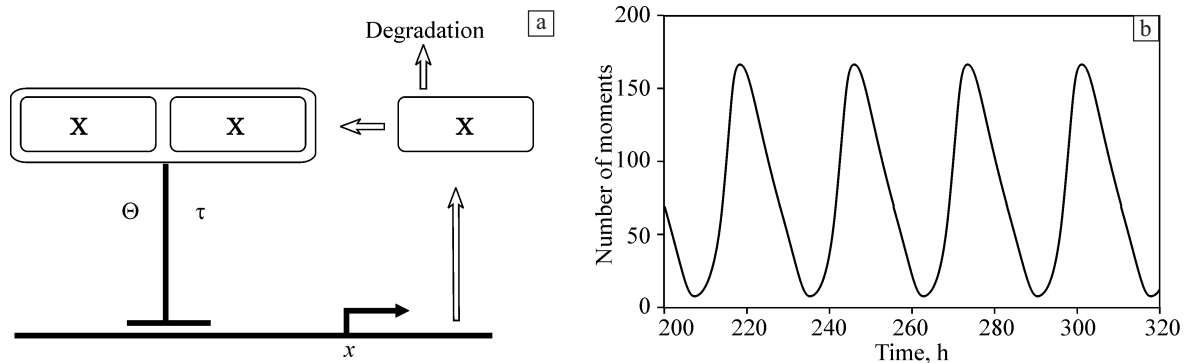 Degradation
a
X X X
Θ τ
x
b
Number of moments
200
150
100
50
0
200 220 240 260 280 300 320
Time, h